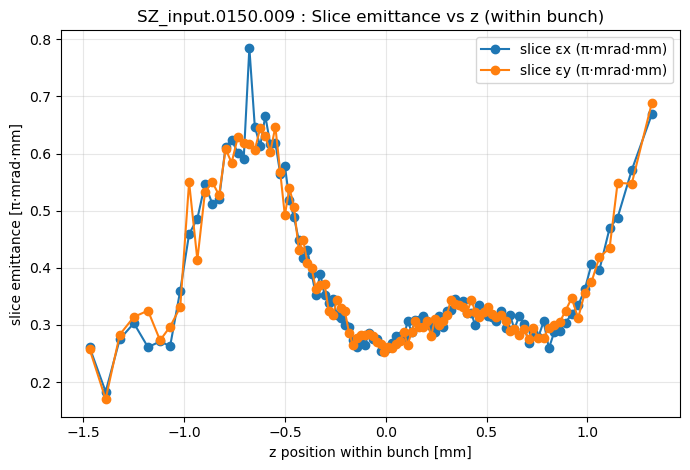 SZ_input.0150.009 : Slice emittance vs z (within bunch)
slice εx (π·mrad·mm)
slice εy (π·mrad·mm)
slice emittance [π·mrad·mm]
0.8
0.7
0.6
0.5
0.4
0.3
0.2
−1.5 −1.0 −0.5 0.0 0.5 1.0
z position within bunch [mm]